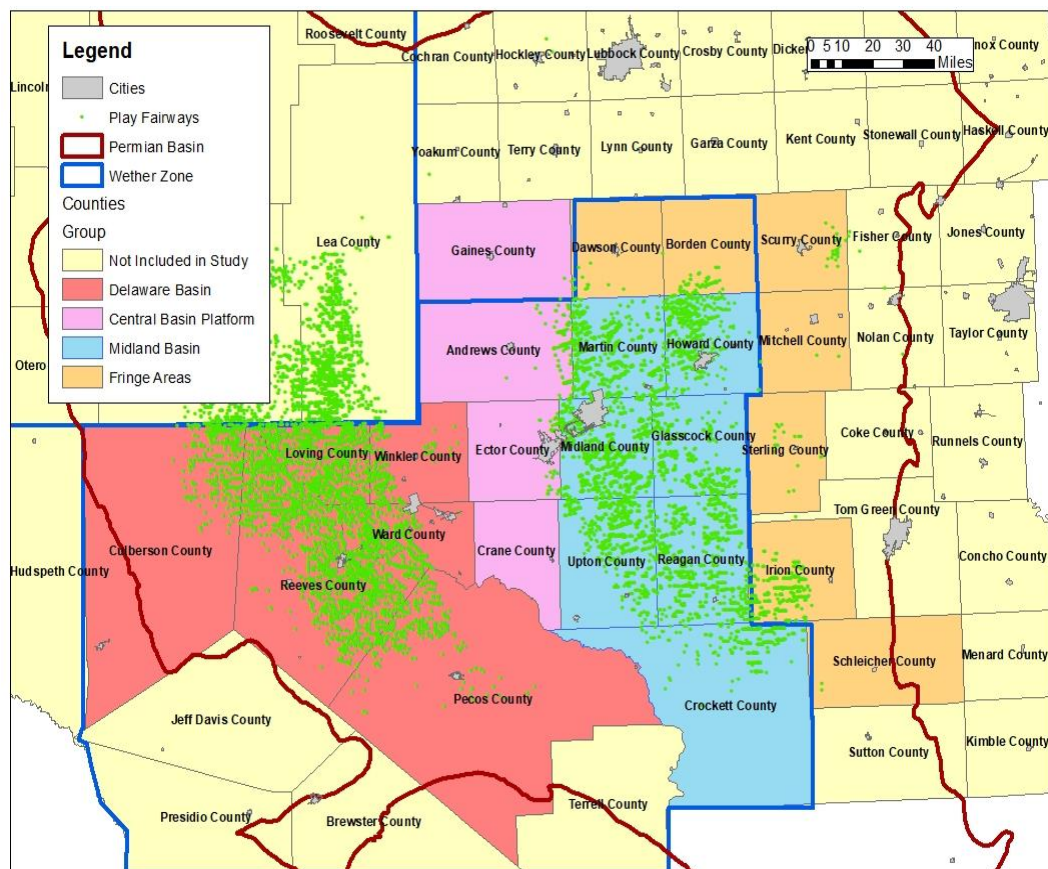 Legend
Cities
Play Fairways
Permian Basin
Wether Zone
Counties
Group
Not Included in Study
Delaware Basin
Central Basin Platform
Midland Basin
Fringe Areas
0 5 10 20 30 40
Miles
Roosevelt County
Cochran County
Hockley County
Lubbock County
Crosby County
Dicker
nox County
Lincoln
Yoakum County
Terry County
Lynn County
Garza County
Kent County
Stonewall County
Haskell County
Lea County
Gaines County
Dawson County
Borden County
Scurry County
Fisher County
Jones County
Otero
Andrews County
Martin County
Howard County
Mitchell County
Nolan County
Taylor County
Loving County
Winkler County
Ector County
Midland County
Glasscock County
Sterling County
Coke County
Runnels County
Culberson County
Ward County
Tom Green County
Hudspeth County
Reeves County
Crane County
Upton County
Reagan County
Irion County
Concho County
Jeff Davis County
Pecos County
Crockett County
Schleicher County
Menard County
Sutton County
Kimble County
Presidio County
Brewster County
Terrell County